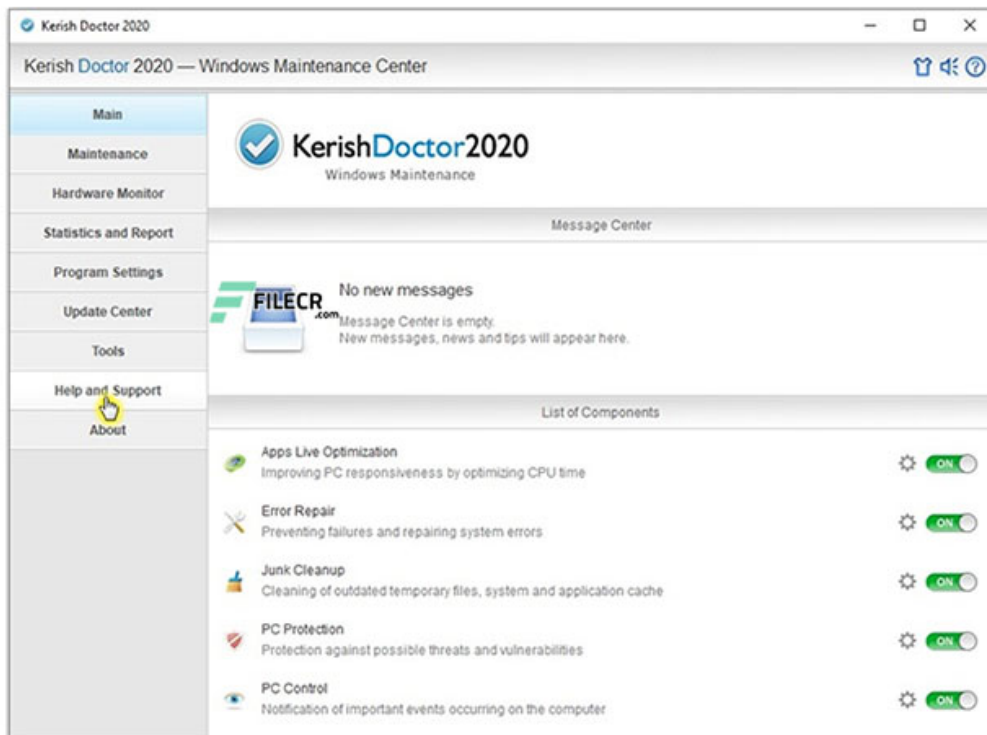 Kerish Doctor 2020
Kerish Doctor 2020 — Windows Maintenance Center
Main
Maintenance
Hardware Monitor
Statistics and Report
Program Settings
Update Center
Tools
Help and Support
About
KerishDoctor2020
Windows Maintenance
Message Center
FILECR
.com
No new messages
Message Center is empty.
New messages, news and tips will appear here.
List of Components
Apps Live Optimization
Improving PC responsiveness by optimizing CPU time
ON
Error Repair
Preventing failures and repairing system errors
ON
Junk Cleanup
Cleaning of outdated temporary files, system and application cache
ON
PC Protection
Protection against possible threats and vulnerabilities
ON
PC Control
Notification of important events occurring on the computer
ON